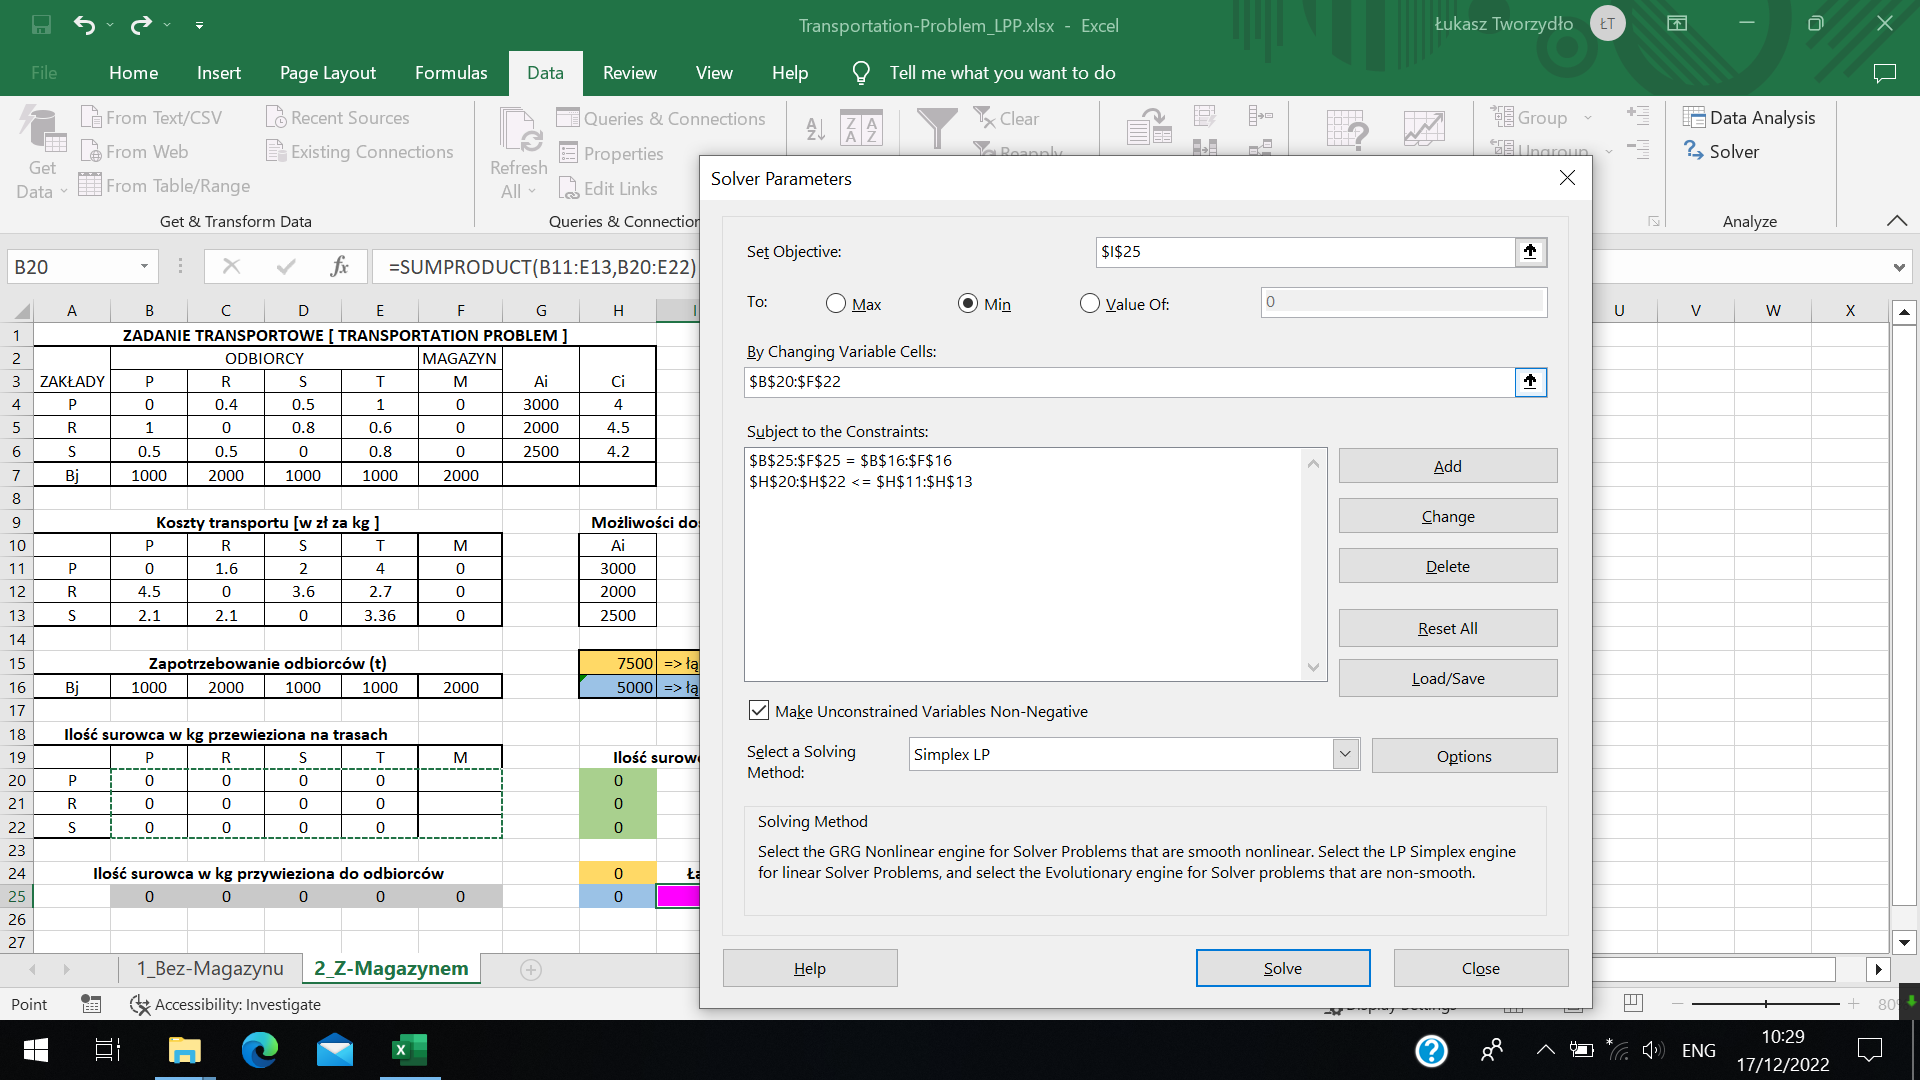 Transportation-Problem_LPP.xlsx - Excel
Łukasz Tworzydło
ŁT
File Home Insert Page Layout Formulas Data Review View Help Tell me what you want to do
Get Data
From Text/CSV
From Web
From Table/Range
Recent Sources
Existing Connections
Get & Transform Data
Refresh All
Queries & Connections
Properties
Edit Links
Queries & Connection
Clear
Reapply
Group
Ungroup
Data Analysis
Solver
Analyze
B20
fx
=SUMPRODUCT(B11:E13,B20:E22)
A B C D E F G H I U V W X
1 ZADANIE TRANSPORTOWE [ TRANSPORTATION PROBLEM ]
2 ODBIORCY MAGAZYN
3 ZAKŁADY P R S T M Ai Ci
4 P 0 0.4 0.5 1 0 3000 4
5 R 1 0 0.8 0.6 0 2000 4.5
6 S 0.5 0.5 0 0.8 0 2500 4.2
7 Bj 1000 2000 1000 1000 2000
8
9 Koszty transportu [w zł za kg ] Możliwości do
10 P R S T M Ai
11 P 0 1.6 2 4 0 3000
12 R 4.5 0 3.6 2.7 0 2000
13 S 2.1 2.1 0 3.36 0 2500
14
15 Zapotrzebowanie odbiorców (t) 7500 => łą
16 Bj 1000 2000 1000 1000 2000 5000 => łą
17
18 Ilość surowca w kg przewieziona na trasach
19 P R S T M Ilość surow
20 P 0 0 0 0 0
21 R 0 0 0 0 0
22 S 0 0 0 0 0
23
24 Ilość surowca w kg przywieziona do odbiorców 0 Ła
25 0 0 0 0 0 0
26
27
1_Bez-Magazynu 2_Z-Magazynem
Point
Accessibility: Investigate
Display Settings
80
Solver Parameters
Set Objective: $I$25
To: Max Min Value Of: 0
By Changing Variable Cells:
$B$20:$F$22
Subject to the Constraints:
$B$25:$F$25 = $B$16:$F$16
$H$20:$H$22 <= $H$11:$H$13
Add
Change
Delete
Reset All
Load/Save
Make Unconstrained Variables Non-Negative
Select a Solving Method: Simplex LP
Options
Solving Method
Select the GRG Nonlinear engine for Solver Problems that are smooth nonlinear. Select the LP Simplex engine
for linear Solver Problems, and select the Evolutionary engine for Solver problems that are non-smooth.
Help
Solve
Close
ENG
10:29
17/12/2022